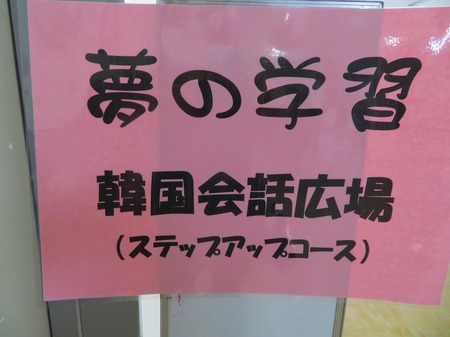 夢の学習
韓国会話広場
(ステップアップコース)